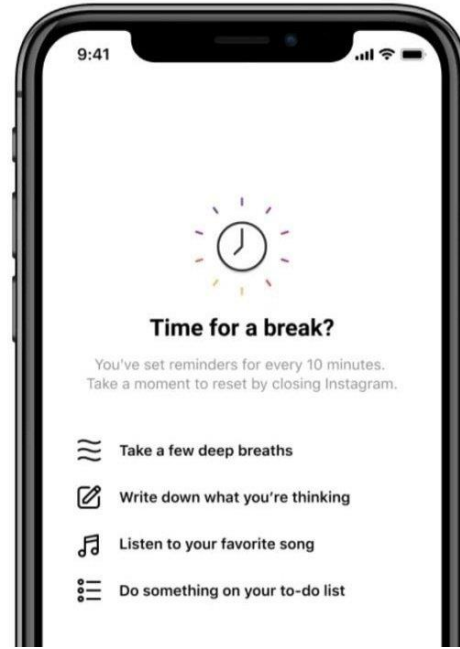 9:41
Time for a break?
You've set reminders for every 10 minutes.
Take a moment to reset by closing Instagram.
Take a few deep breaths
Write down what you're thinking
Listen to your favorite song
Do something on your to-do list